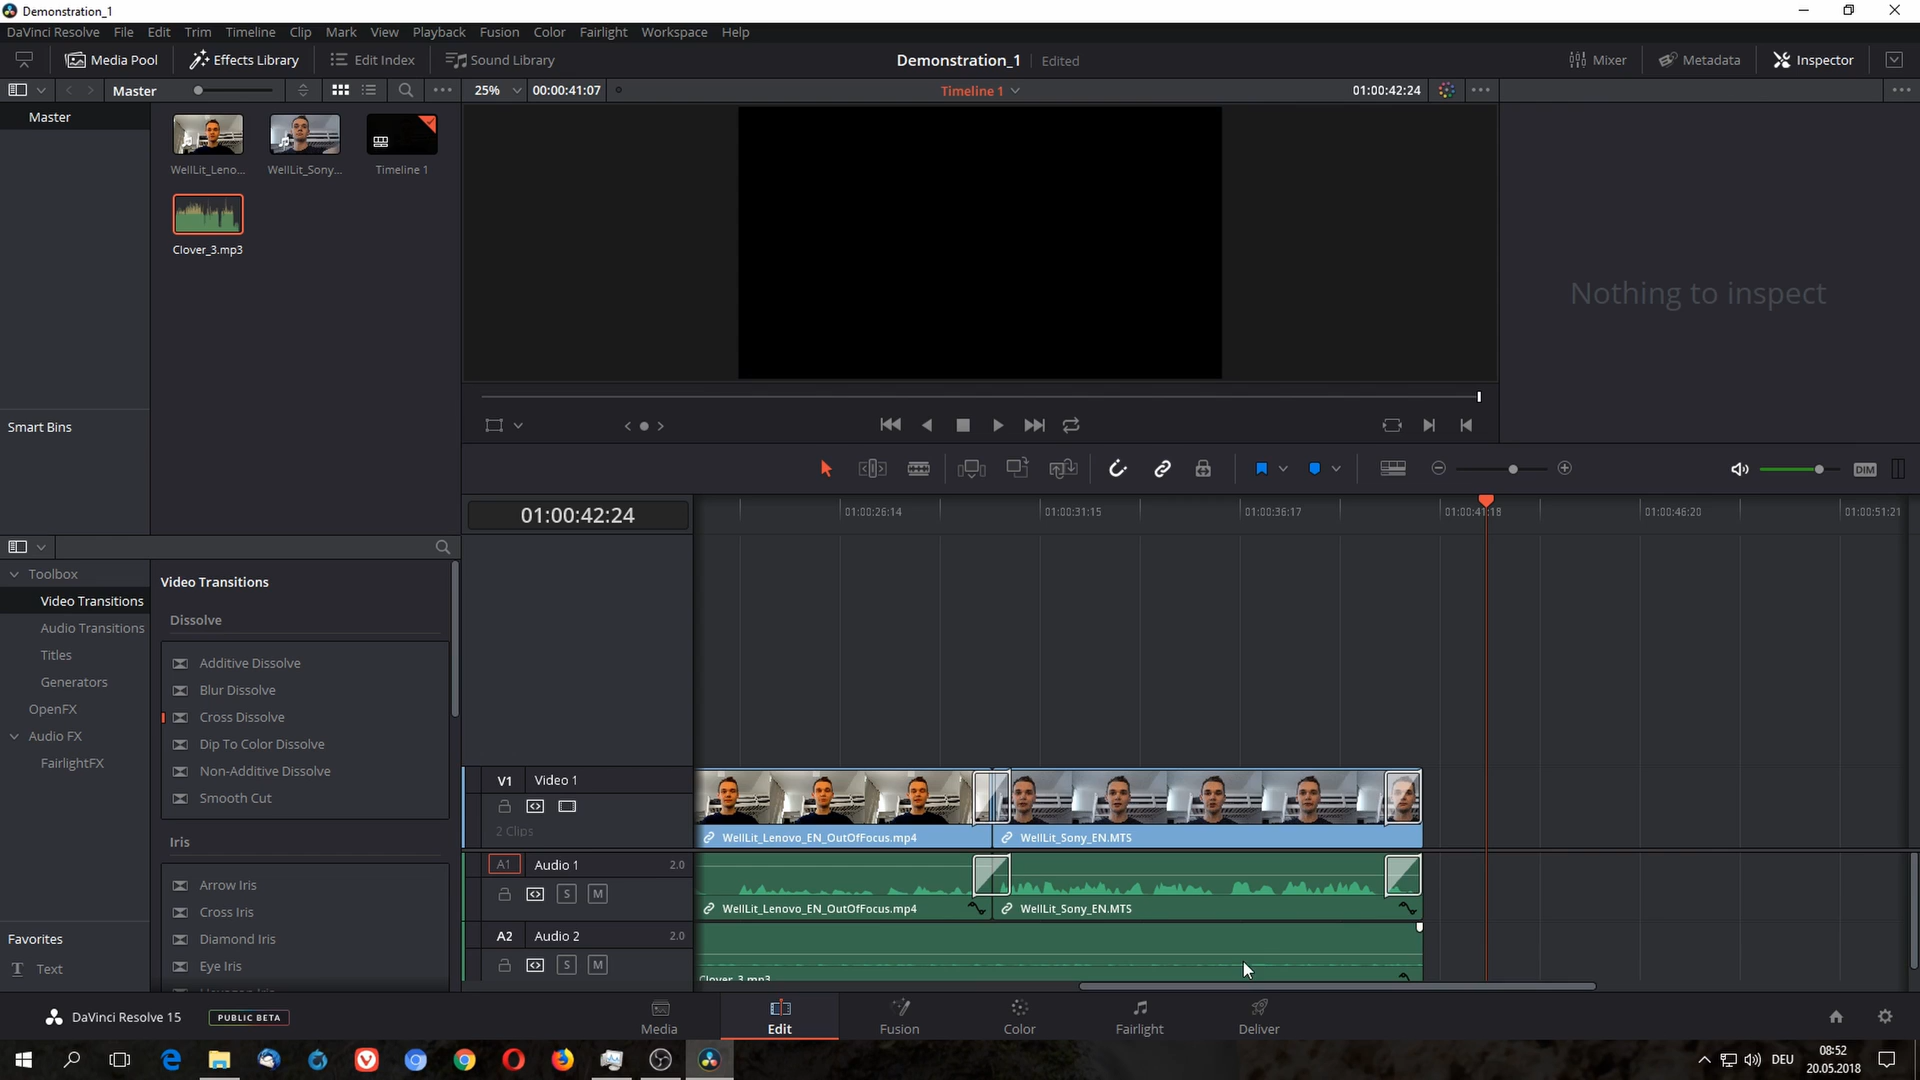 Demonstration_1
DaVinci Resolve File Edit Trim Timeline Clip Mark View Playback Fusion Color Fairlight Workspace Help
Media Pool Effects Library Edit Index Sound Library Demonstration_1 Edited Mixer Metadata Inspector
Master 25% 00:00:41:07 Timeline 1 01:00:42:24
Master
WellLit_Leno... WellLit_Sony... Timeline 1
Clover_3.mp3
Nothing to inspect
Smart Bins
DIM
01:00:42:24 01:00:26:14 01:00:31:15 01:00:36:17 01:00:41:18 01:00:46:20 01:00:51:21
Toolbox
Video Transitions
Audio Transitions
Titles
Generators
OpenFX
Audio FX
FairlightFX
Video Transitions
Dissolve
Additive Dissolve
Blur Dissolve
Cross Dissolve
Dip To Color Dissolve
Non-Additive Dissolve
Smooth Cut
Iris
Arrow Iris
Cross Iris
Diamond Iris
Eye Iris
Favorites
T Text
V1 Video 1
2 Clips
WellLit_Lenovo_EN_OutOfFocus.mp4 WellLit_Sony_EN.MTS
A1 Audio 1 2.0
S M
WellLit_Lenovo_EN_OutOfFocus.mp4 WellLit_Sony_EN.MTS
A2 Audio 2 2.0
S M
Clover_3.mp3
DaVinci Resolve 15 PUBLIC BETA
Media Edit Fusion Color Fairlight Deliver
DEU 08:52
20.05.2018